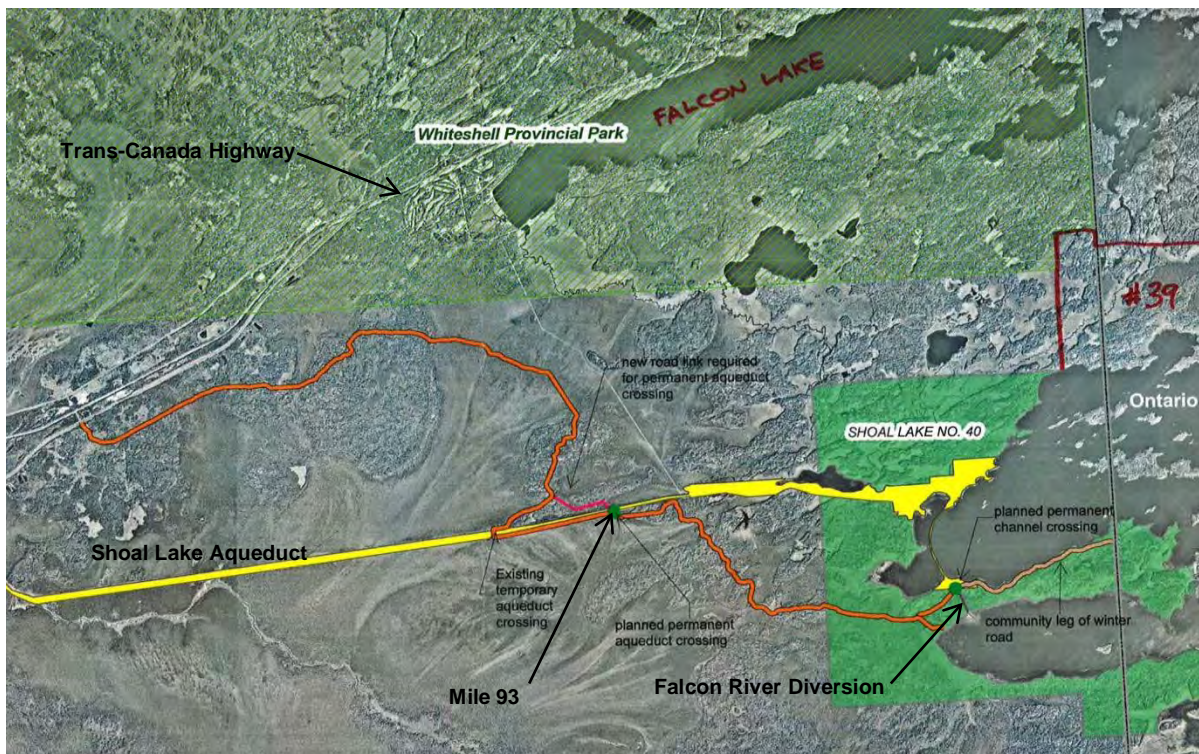 FALCON LAKE
Whiteshell Provincial Park
Trans-Canada Highway
#39
new road link required
for permanent aqueduct
crossing
Ontario
SHOAL LAKE NO. 40
planned permanent
channel crossing
Shoal Lake Aqueduct
Existing
temporary
aqueduct
crossing
planned permanent
aqueduct crossing
community leg of winter
road
Mile 93
Falcon River Diversion